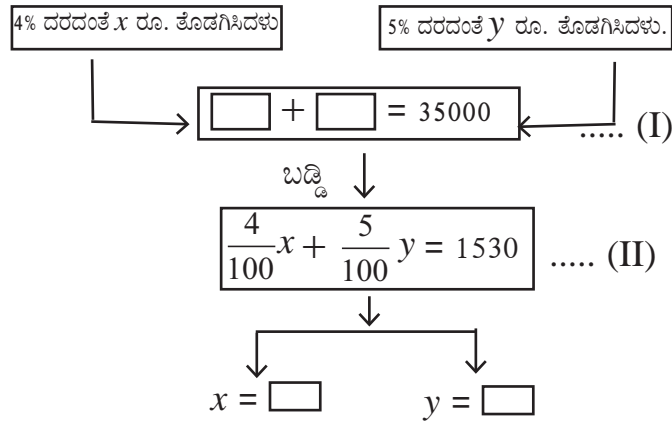 4% ದರದಂತೆ x ರೂ. ತೊಡಗಿಸಿದಳು
5% ದರದಂತೆ y ರೂ. ತೊಡಗಿಸಿದಳು.
+ = 35000 ..... (I)
ಬಡ್ಡಿ
4/100 x + 5/100 y = 1530 ..... (II)
x = 
y =